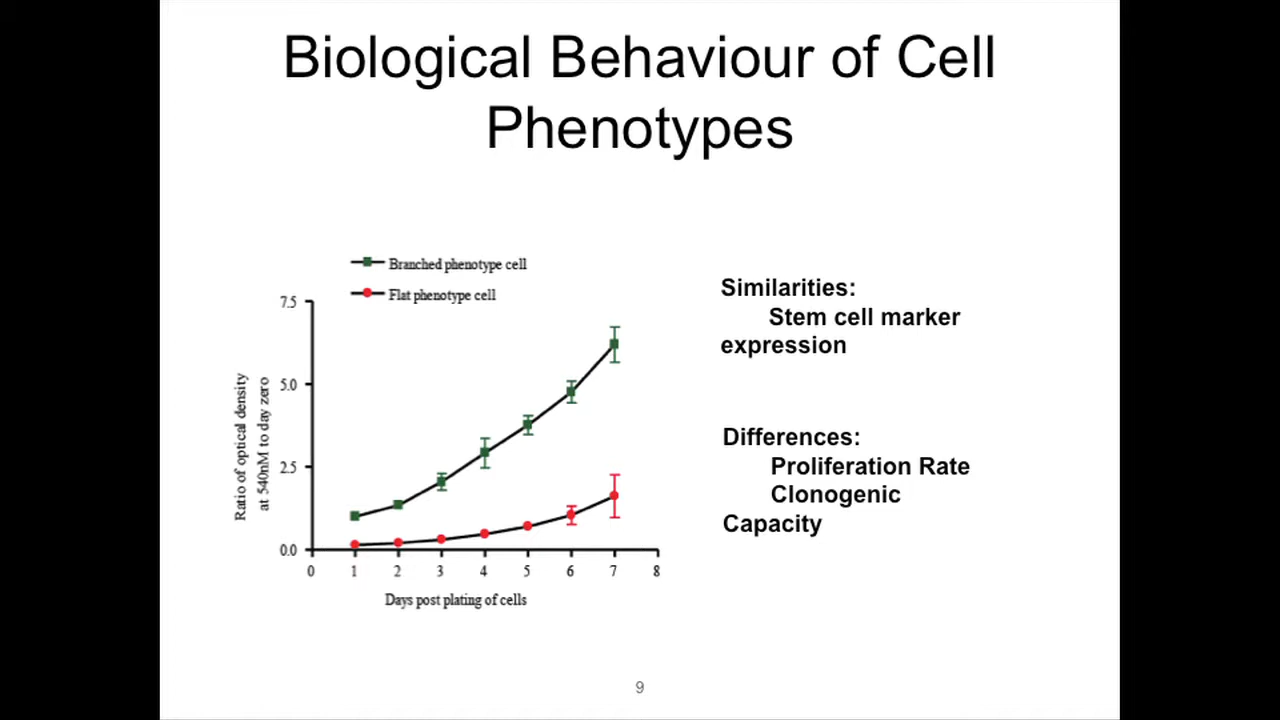 Biological Behaviour of Cell
Phenotypes
Branched phenotype cell
Flat phenotype cell
7.5
5.0
2.5
0.0
Ratio of optical density
at 540nM to day zero
0 1 2 3 4 5 6 7 8
Days post plating of cells
Similarities:
Stem cell marker
expression
Differences:
Proliferation Rate
Clonogenic
Capacity
9